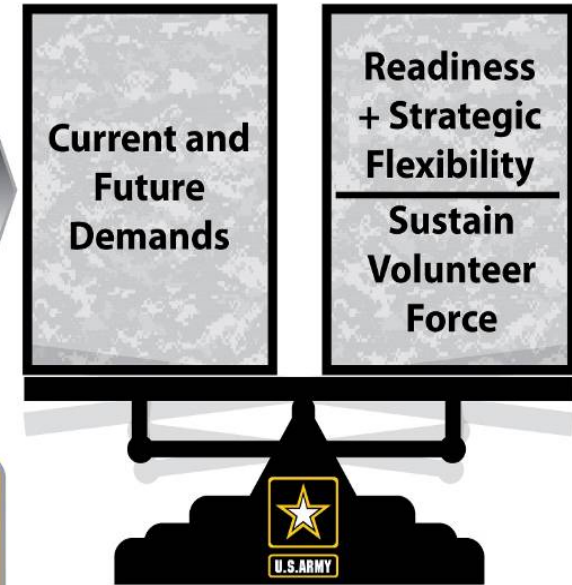 Current and
Future
Demands
Readiness
+ Strategic
Flexibility
Sustain
Volunteer
Force
U.S.ARMY